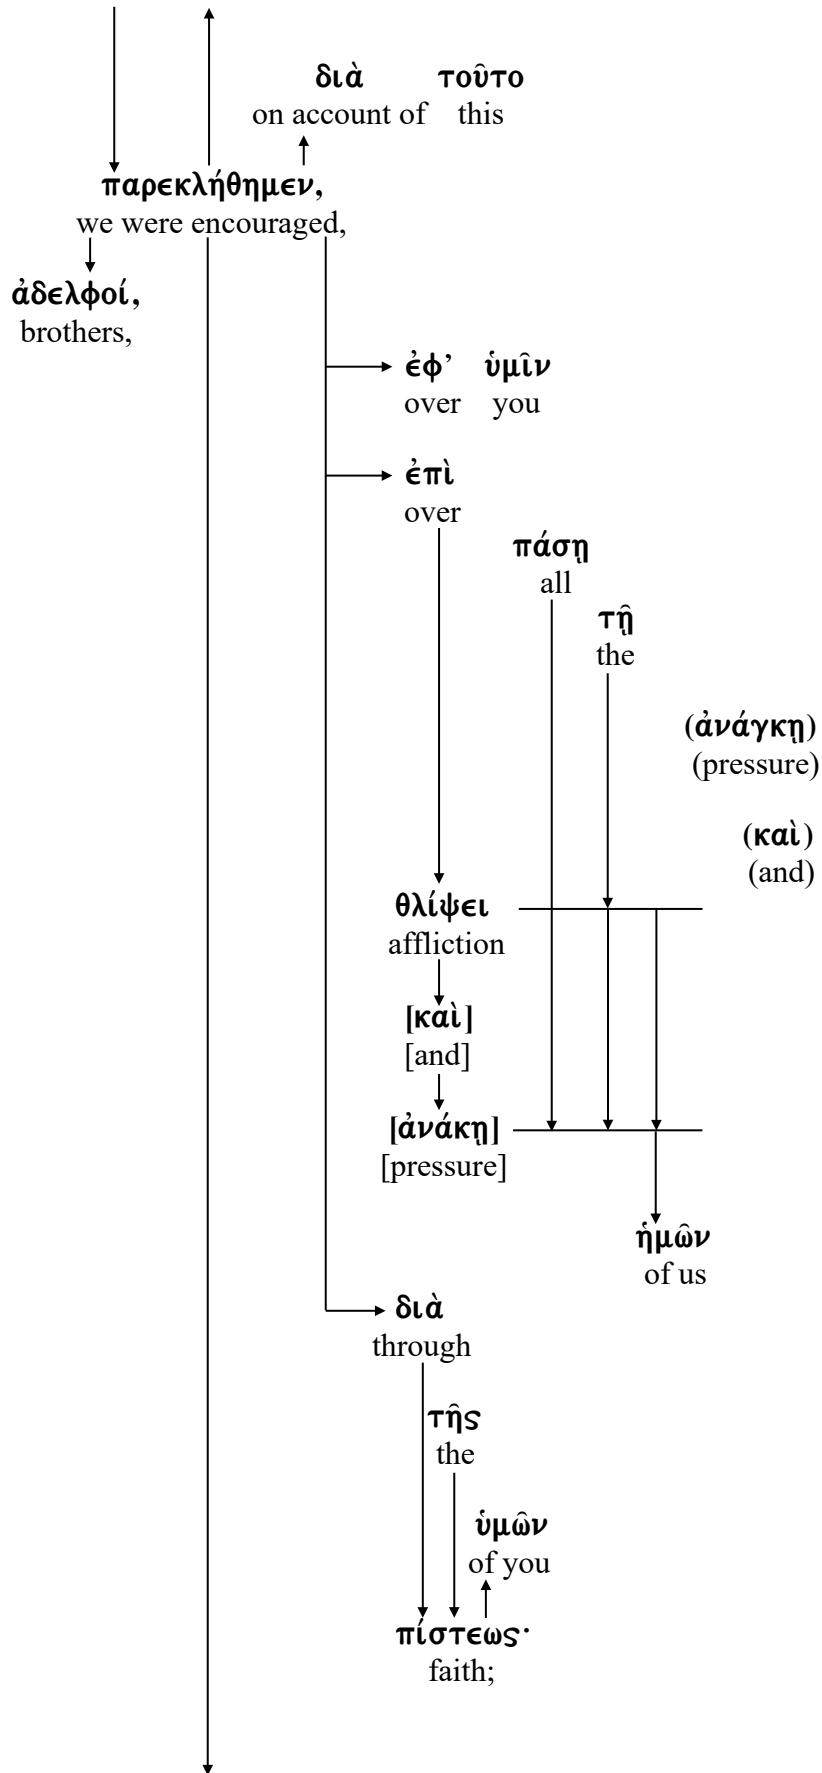 διὰ τοῦτο
on account of this
παρεκλήθημεν,
we were encouraged,
ἀδελφοί,
brothers,
ἐφ’ ὑμῖν
over you
ἐπὶ
over
πάσῃ
all
τῇ
the
(ἀνάγκῃ)
(pressure)
(καὶ)
(and)
θλίψει
affliction
[καὶ]
[and]
[ἀνάκῃ]
[pressure]
ἡμῶν
of us
διὰ
through
τῆς
the
ὑμῶν
of you
πίστεως·
faith;